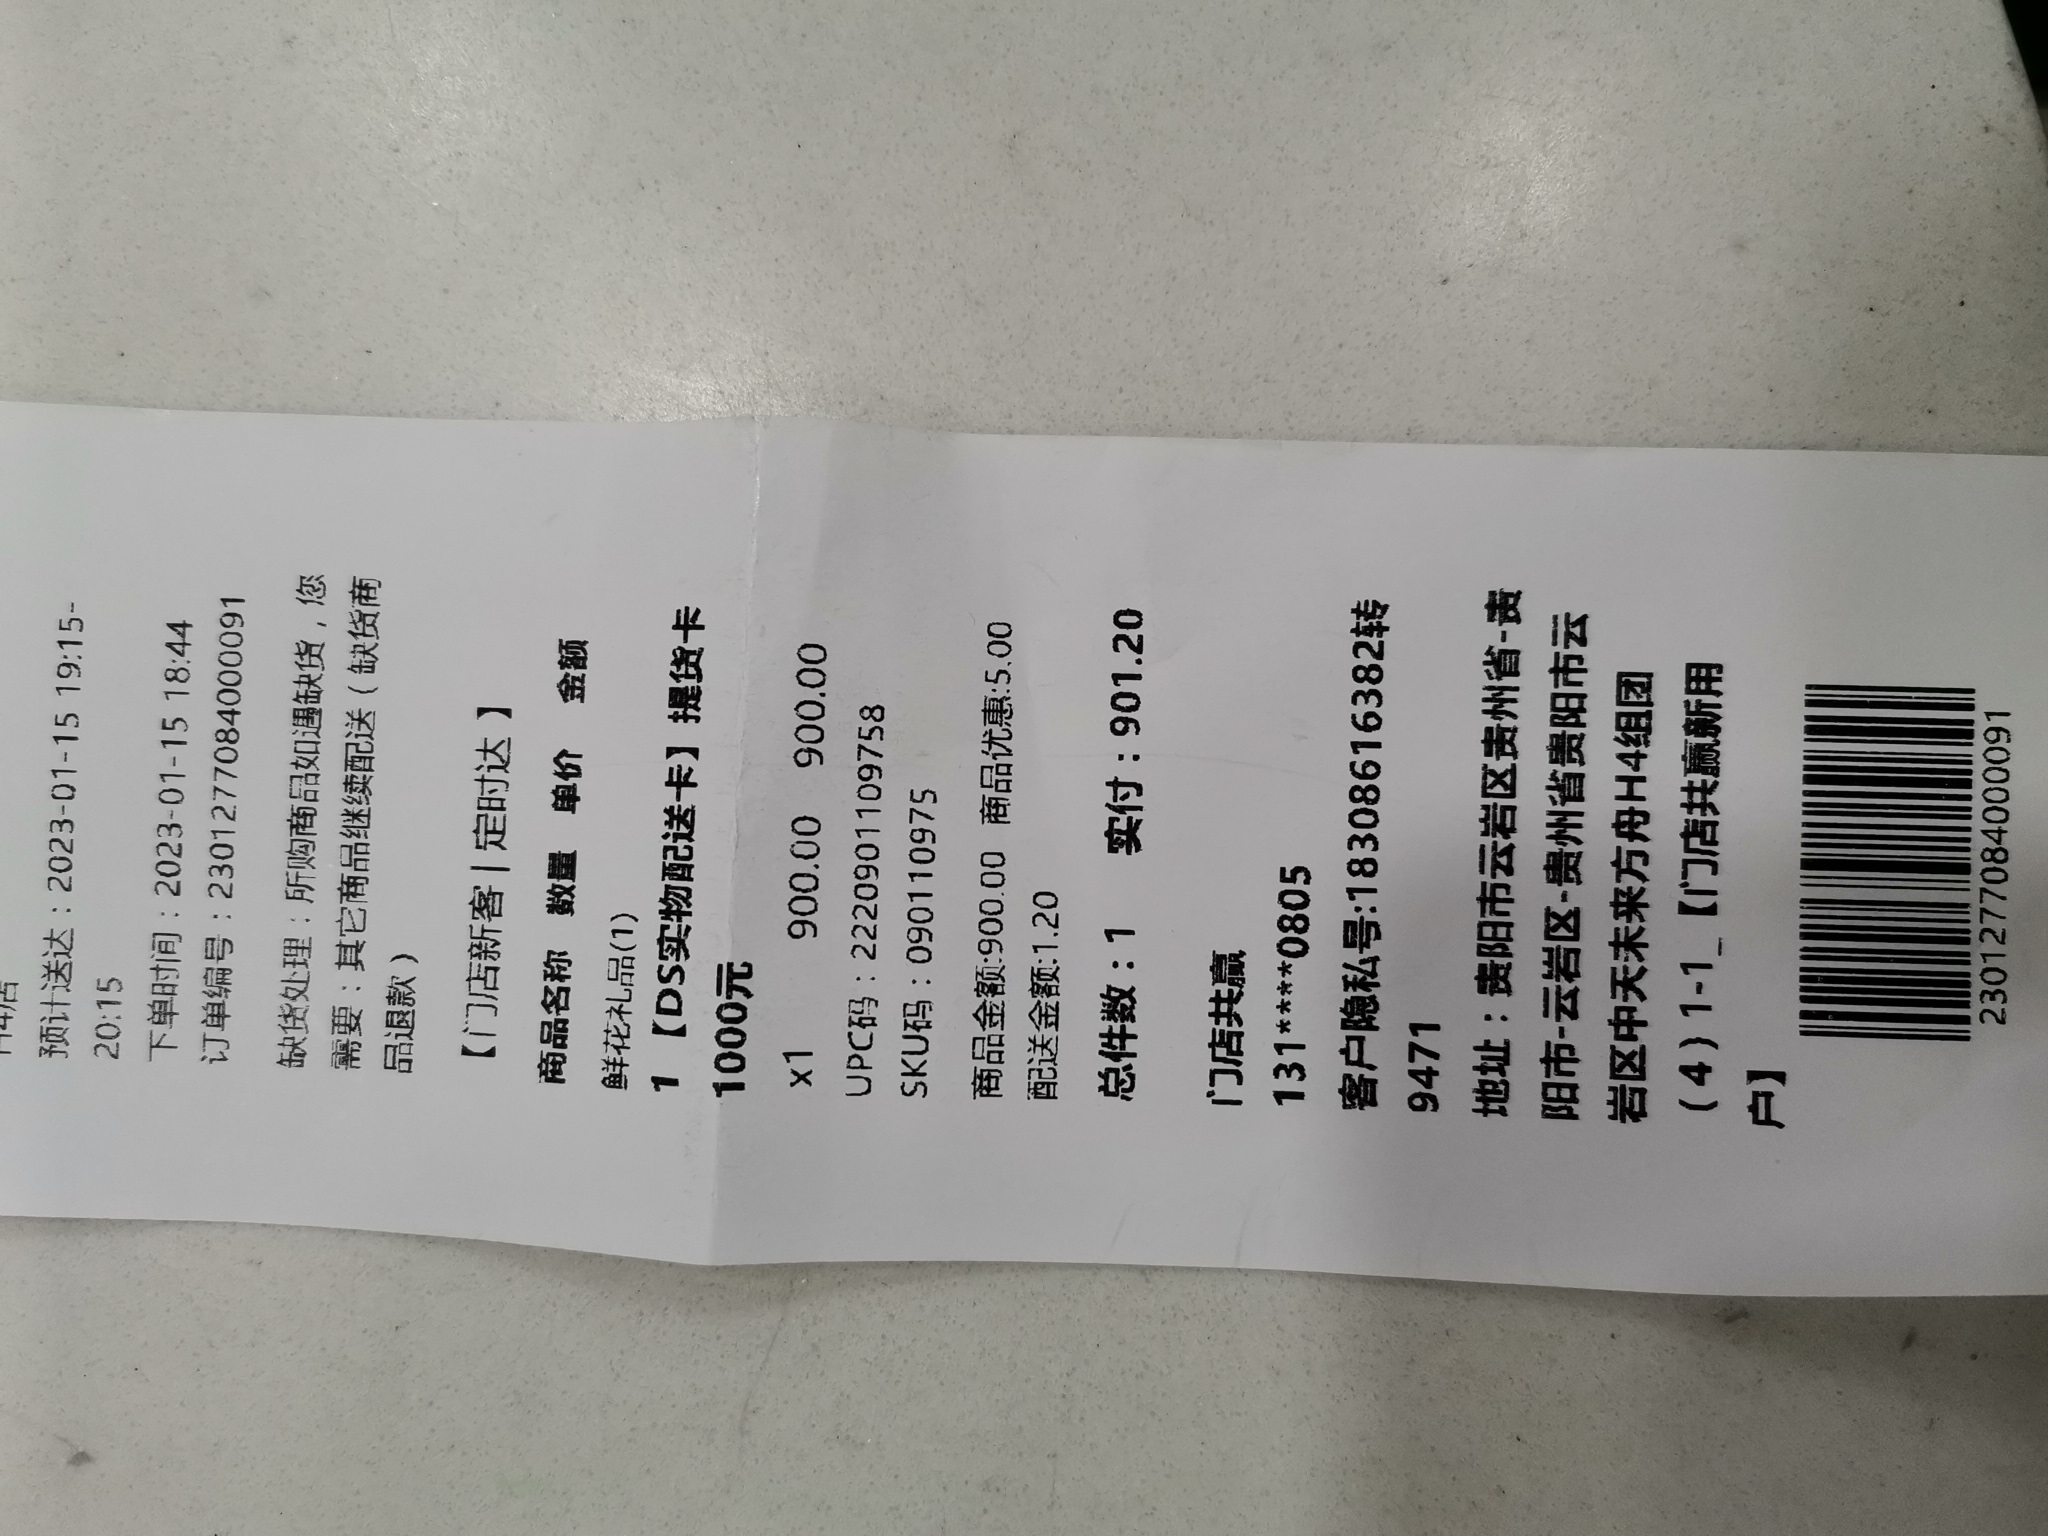 H4店
预计送达：2023-01-15 19:15-
20:15
下单时间：2023-01-15 18:44
订单编号：2301277084000091
缺货处理：所购商品如遇缺货，您
需要：其它商品继续配送（缺货商
品退款）
【门店新客丨定时达】
商品名称 数量 单价 金额
鲜花礼品(1)
1 【DS实物配送卡】提货卡
1000元
x1 900.00 900.00
UPC码：2220901109758
SKU码：090110975
商品金额:900.00 商品优惠:5.00
配送金额:1.20
总件数：1 实付：901.20
门店共赢
131****0805
客户隐私号:18308616382转
9471
地址：贵阳市云岩区贵州省-贵
阳市-云岩区-贵州省贵阳市云
岩区中天未来方舟H4组团
（4）1-1_【门店共赢新用
户】
2301277084000091